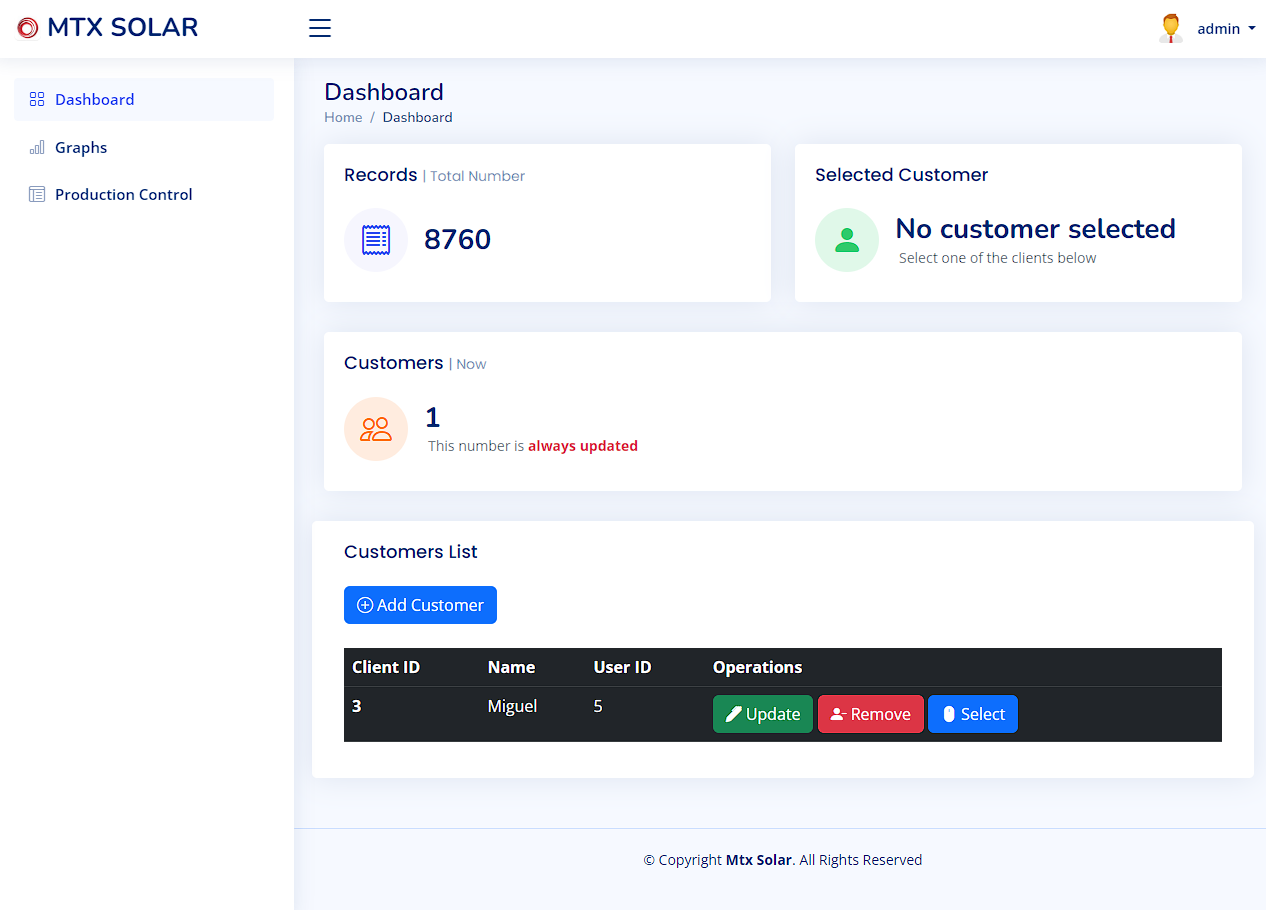 MTX SOLAR
admin
Dashboard
Graphs
Production Control
Dashboard
Home / Dashboard
Records | Total Number
8760
Selected Customer
No customer selected
Select one of the clients below
Customers | Now
1
This number is always updated
Customers List
Add Customer
Client ID Name User ID Operations
3 Miguel 5 Update Remove Select
© Copyright Mtx Solar. All Rights Reserved